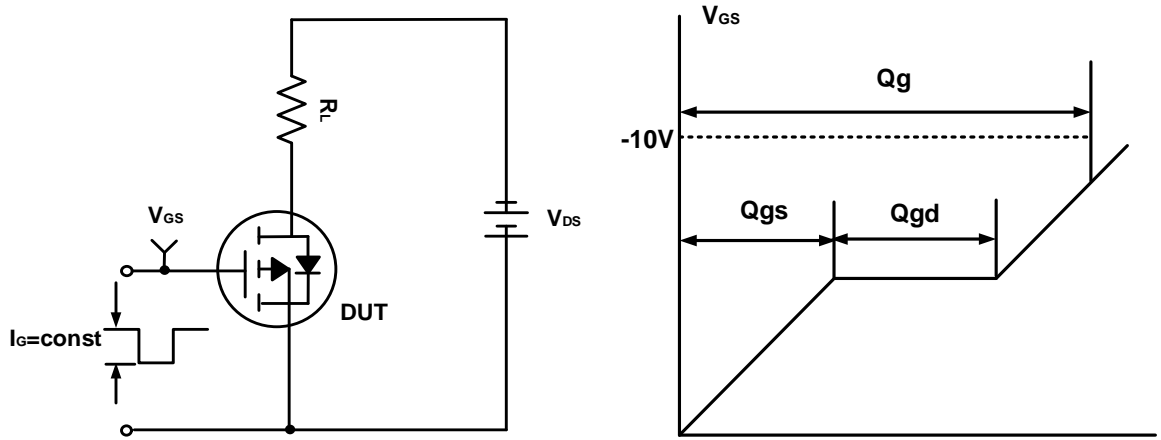 RL
VGS
VDS
DUT
IG=const
VGS
Qg
-10V
Qgs
Qgd